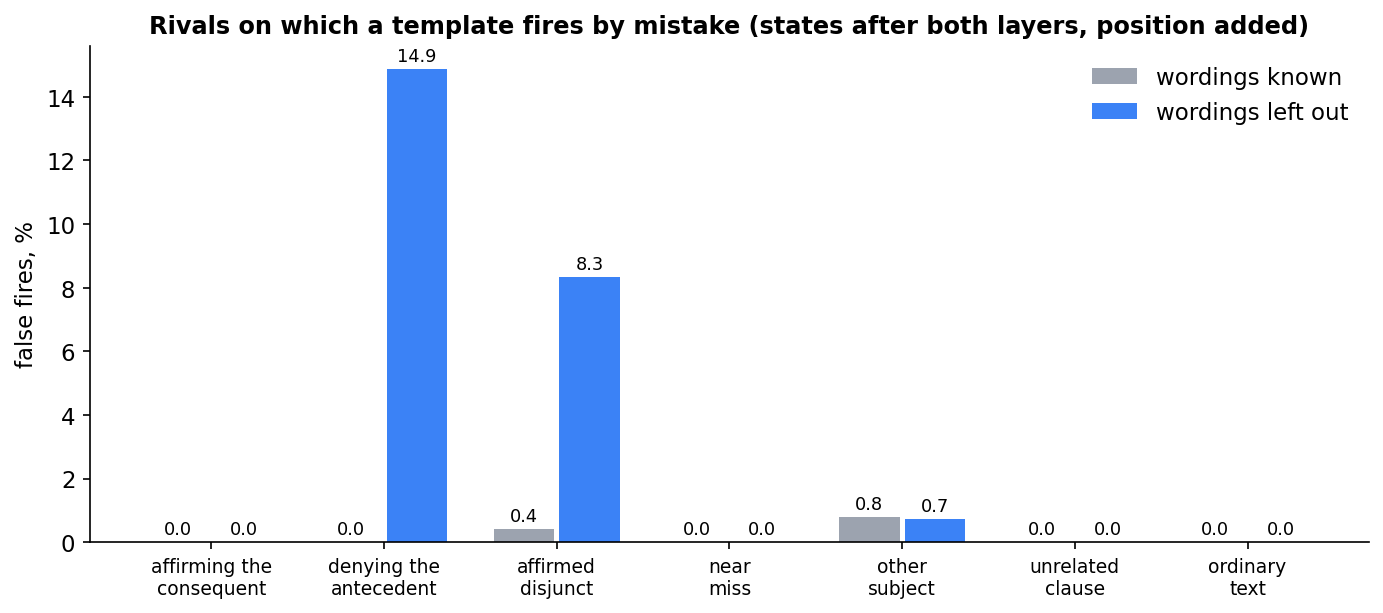 Rivals on which a template fires by mistake (states after both layers, position added)
wordings known
wordings left out
false fires, %
14
12
10
8
6
4
2
0
0.0 0.0 0.0 14.9 0.4 8.3 0.0 0.0 0.8 0.7 0.0 0.0 0.0 0.0
affirming the denying the affirmed near other unrelated ordinary
consequent antecedent disjunct miss subject clause text